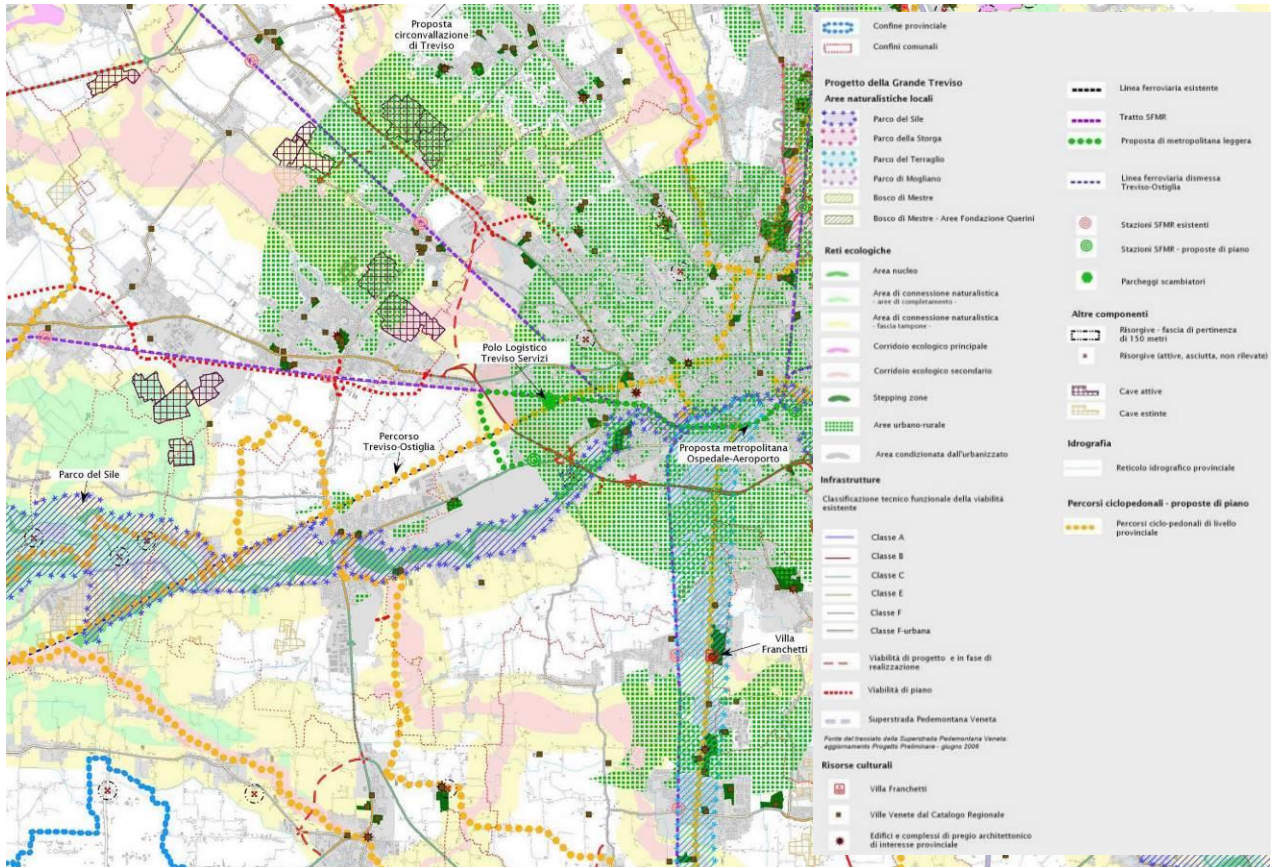 Proposta
circonvallazione
di Treviso
Polo Logistico
Treviso Servizi
Percorso
Treviso-Ostiglia
Parco del Sile
Proposta metropolitana
Ospedale-Aeroporto
Villa
Franchetti
Confine provinciale
Confini comunali
Progetto della Grande Treviso
Aree naturalistiche locali
Parco del Sile
Parco della Storga
Parco del Terraglio
Parco di Mogliano
Bosco di Mestre
Bosco di Mestre - Aree Fondazione Querini
Reti ecologiche
Area nucleo
Area di connessione naturalistica
- aree di completamento -
Area di connessione naturalistica
- fascia tampone -
Corridoio ecologico principale
Corridoio ecologico secondario
Stepping zone
Aree urbano-rurale
Area condizionata dall'urbanizzato
Infrastrutture
Classificazione tecnico funzionale della viabilità
esistente
Classe A
Classe B
Classe C
Classe E
Classe F
Classe F-urbana
Viabilità di progetto e in fase di
realizzazione
Viabilità di piano
Superstrada Pedemontana Veneta
Fonte del tracciato della Superstrada Pedemontana Veneta:
aggiornamento Progetto Preliminare - giugno 2006
Risorse culturali
Villa Franchetti
Ville Venete dal Catalogo Regionale
Edifici e complessi di pregio architettonico
di interesse provinciale
Linea ferroviaria esistente
Tratto SFMR
Proposta di metropolitana leggera
Linea ferroviaria dismessa
Treviso-Ostiglia
Stazioni SFMR esistenti
Stazioni SFMR - proposte di piano
Parcheggi scambiatori
Altre componenti
Risorgive - fascia di pertinenza
di 150 metri
Risorgive (attive, asciutta, non rilevate)
Cave attive
Cave estinte
Idrografia
Reticolo idrografico provinciale
Percorsi ciclopedonali - proposte di piano
Percorsi ciclo-pedonali di livello
provinciale